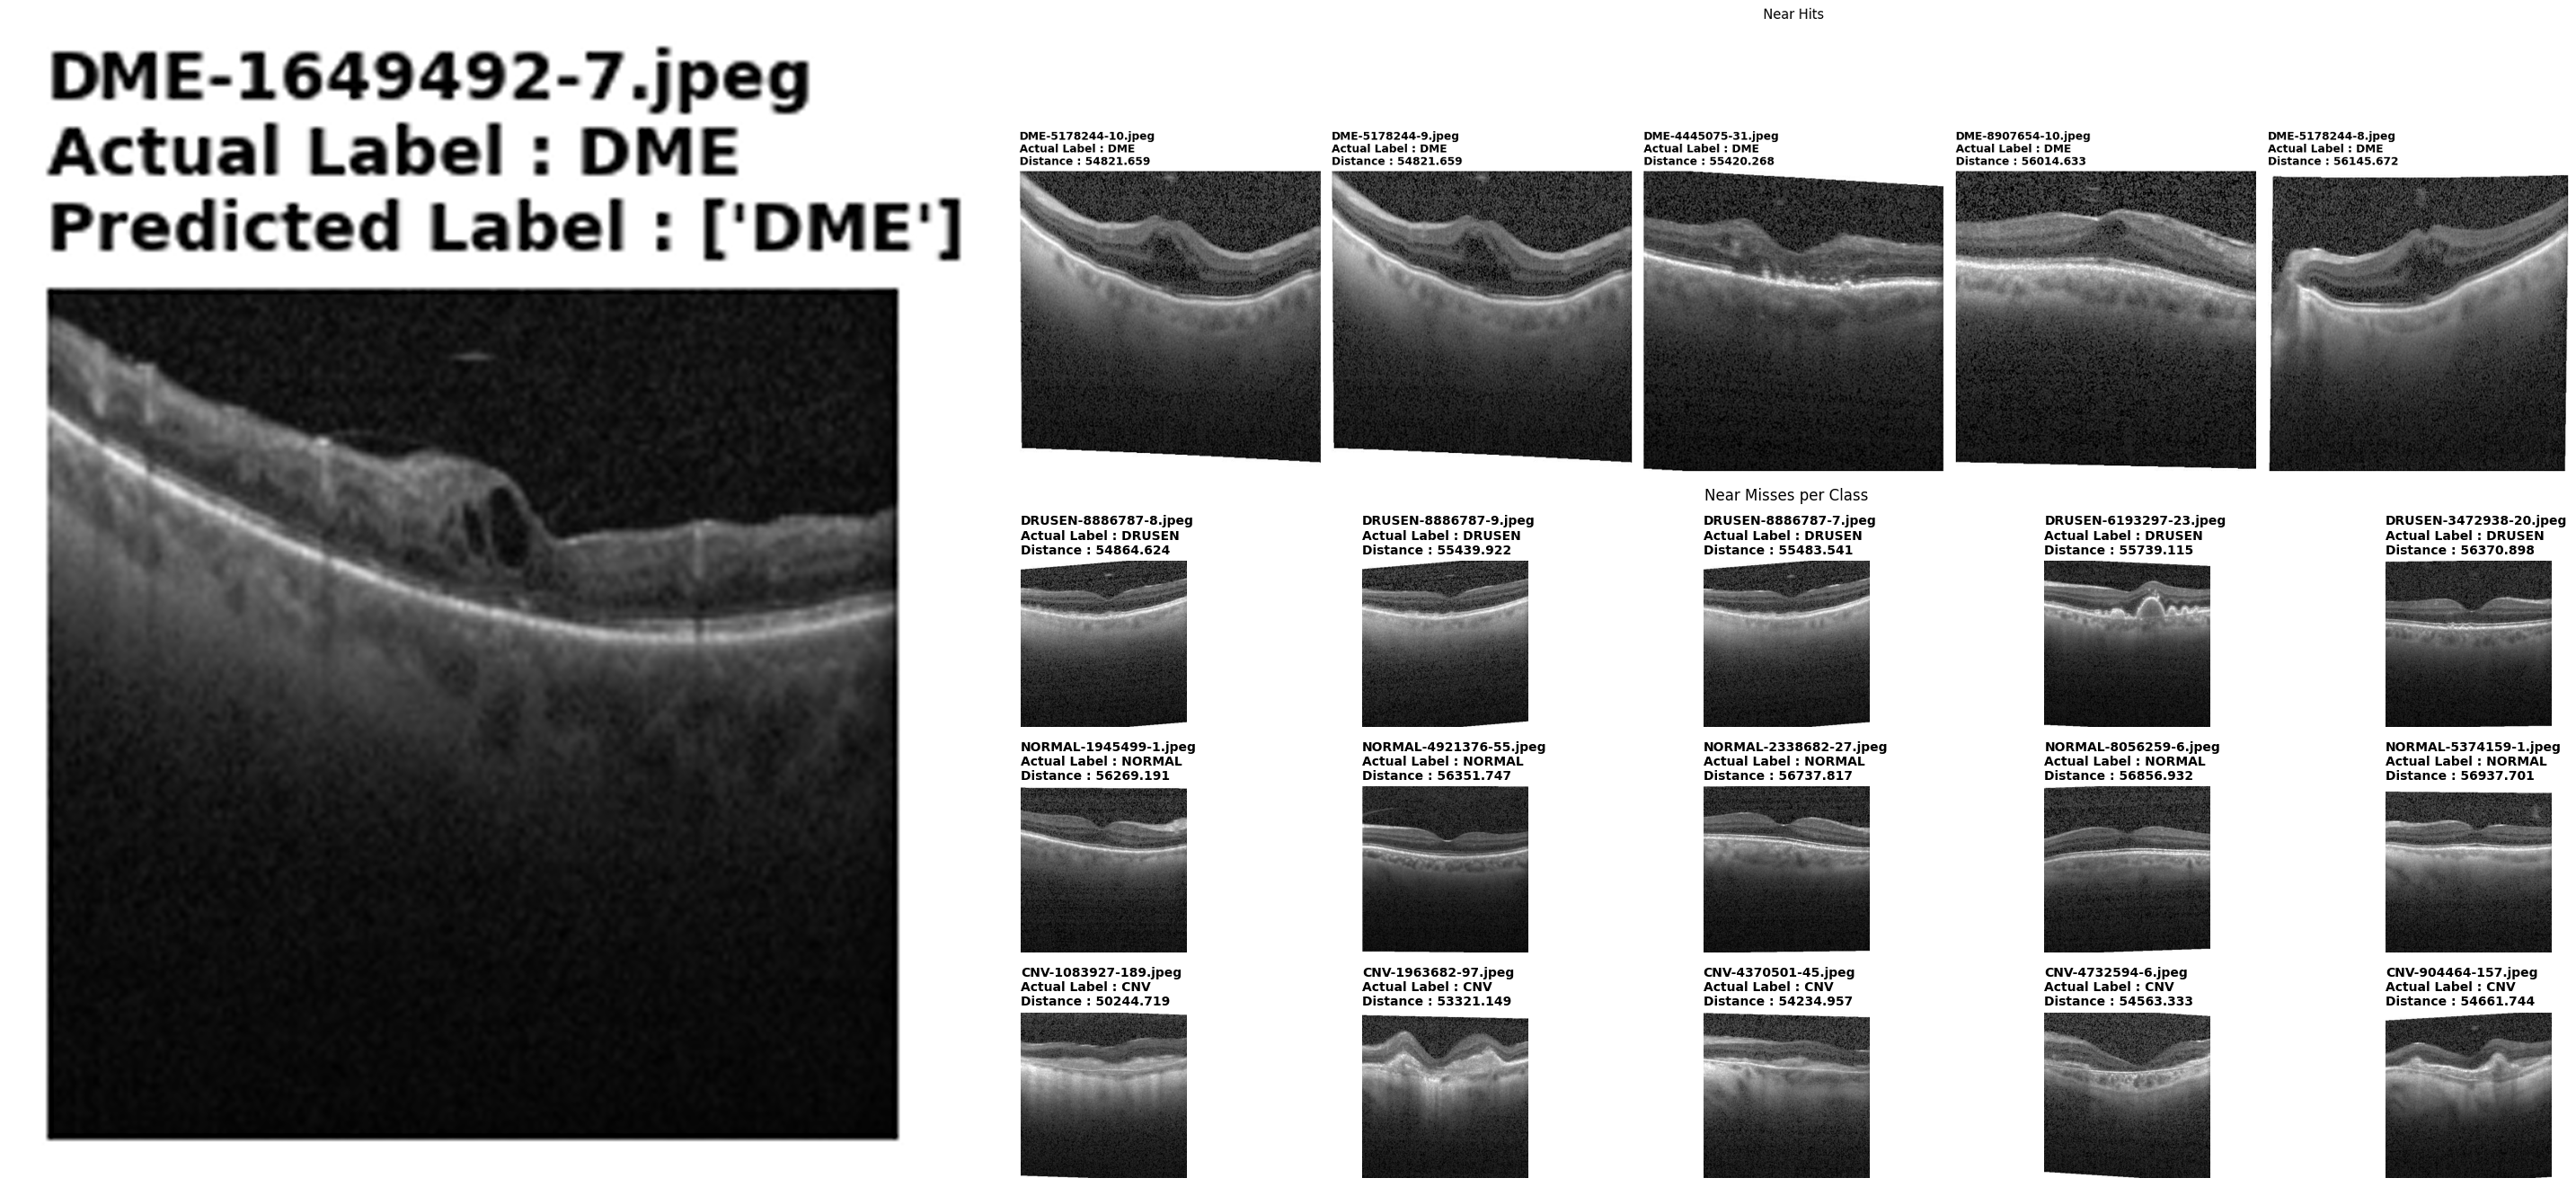 Near Hits
DME-1649492-7.jpeg
Actual Label : DME
Predicted Label : ['DME']
DME-5178244-10.jpeg
Actual Label : DME
Distance : 54821.659
DME-5178244-9.jpeg
Actual Label : DME
Distance : 54821.659
DME-4445075-31.jpeg
Actual Label : DME
Distance : 55420.268
DME-8907654-10.jpeg
Actual Label : DME
Distance : 56014.633
DME-5178244-8.jpeg
Actual Label : DME
Distance : 56145.672
Near Misses per Class
DRUSEN-8886787-8.jpeg
Actual Label : DRUSEN
Distance : 54864.624
DRUSEN-8886787-9.jpeg
Actual Label : DRUSEN
Distance : 55439.922
DRUSEN-8886787-7.jpeg
Actual Label : DRUSEN
Distance : 55483.541
DRUSEN-6193297-23.jpeg
Actual Label : DRUSEN
Distance : 55739.115
DRUSEN-3472938-20.jpeg
Actual Label : DRUSEN
Distance : 56370.898
NORMAL-1945499-1.jpeg
Actual Label : NORMAL
Distance : 56269.191
NORMAL-4921376-55.jpeg
Actual Label : NORMAL
Distance : 56351.747
NORMAL-2338682-27.jpeg
Actual Label : NORMAL
Distance : 56737.817
NORMAL-8056259-6.jpeg
Actual Label : NORMAL
Distance : 56856.932
NORMAL-5374159-1.jpeg
Actual Label : NORMAL
Distance : 56937.701
CNV-1083927-189.jpeg
Actual Label : CNV
Distance : 50244.719
CNV-1963682-97.jpeg
Actual Label : CNV
Distance : 53321.149
CNV-4370501-45.jpeg
Actual Label : CNV
Distance : 54234.957
CNV-4732594-6.jpeg
Actual Label : CNV
Distance : 54563.333
CNV-904464-157.jpeg
Actual Label : CNV
Distance : 54661.744